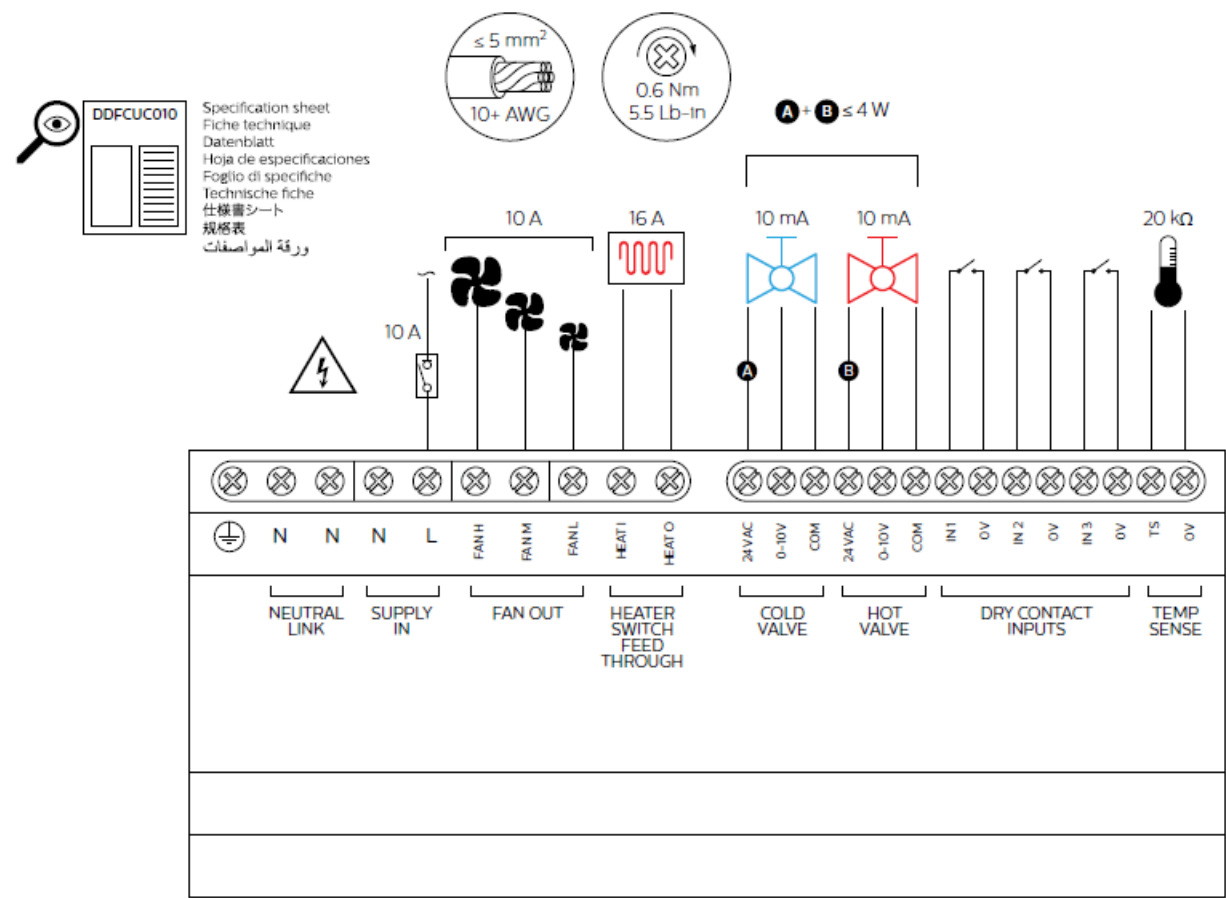 ≤ 5 mm²
10+ AWG
0.6 Nm
5.5 Lb-in
A + B ≤ 4 W
DDFCUC010
Specification sheet
Fiche technique
Datenblatt
Hoja de especificaciones
Foglio di specifiche
Technische fiche
仕様書シート
规格表
ورقة المواصفات
10 A
16 A
10 mA
10 mA
20 kΩ
10 A
A
B
N
N
N
L
FAN H
FAN M
FAN L
HEAT I
HEAT O
24 VAC
0-10V
COM
24 VAC
0-10V
COM
IN 1
0V
IN 2
0V
IN 3
0V
TS
0V
NEUTRAL
LINK
SUPPLY
IN
FAN OUT
HEATER
SWITCH
FEED
THROUGH
COLD
VALVE
HOT
VALVE
DRY CONTACT
INPUTS
TEMP
SENSE